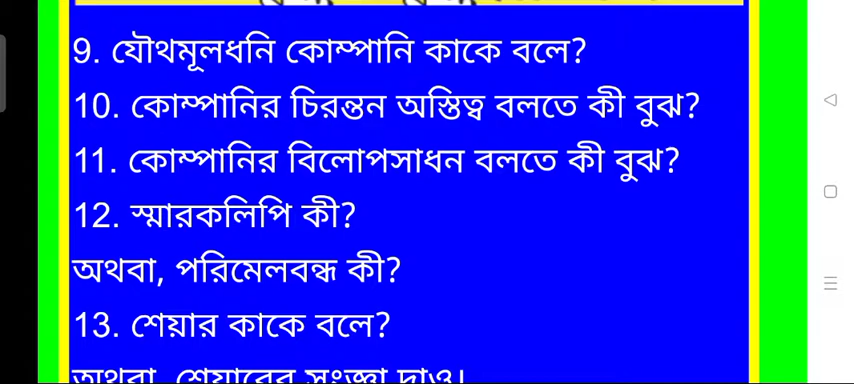 9. যৌথমূলধনি কোম্পানি কাকে বলে?
10. কোম্পানির চিরন্তন অস্তিত্ব বলতে কী বুঝ?
11. কোম্পানির বিলোপসাধন বলতে কী বুঝ?
12. স্মারকলিপি কী?
অথবা, পরিমেলবন্ধ কী?
13. শেয়ার কাকে বলে?
অথবা, শেয়ারের সংজ্ঞা দাও।